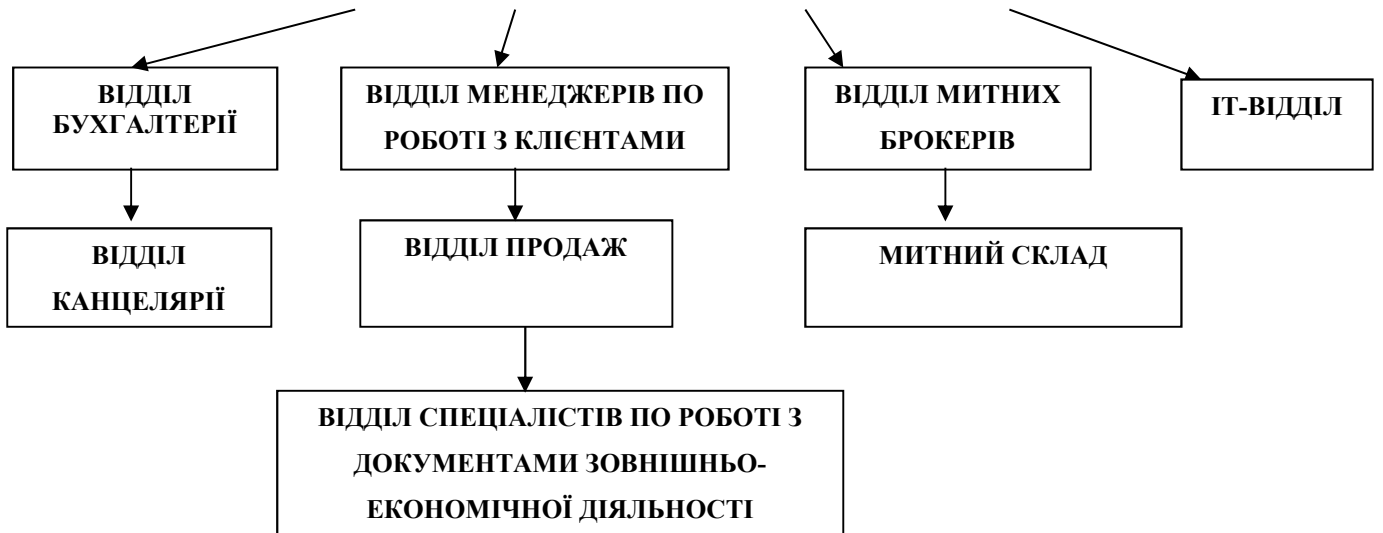 ВІДДІЛ
БУХГАЛТЕРІЇ
ВІДДІЛ МЕНЕДЖЕРІВ ПО
РОБОТІ З КЛІЄНТАМИ
ВІДДІЛ МИТНИХ
БРОКЕРІВ
ІТ-ВІДДІЛ
ВІДДІЛ
КАНЦЕЛЯРІЇ
ВІДДІЛ ПРОДАЖ
МИТНИЙ СКЛАД
ВІДДІЛ СПЕЦІАЛІСТІВ ПО РОБОТІ З
ДОКУМЕНТАМИ ЗОВНІШНЬО-
ЕКОНОМІЧНОЇ ДІЯЛЬНОСТІ